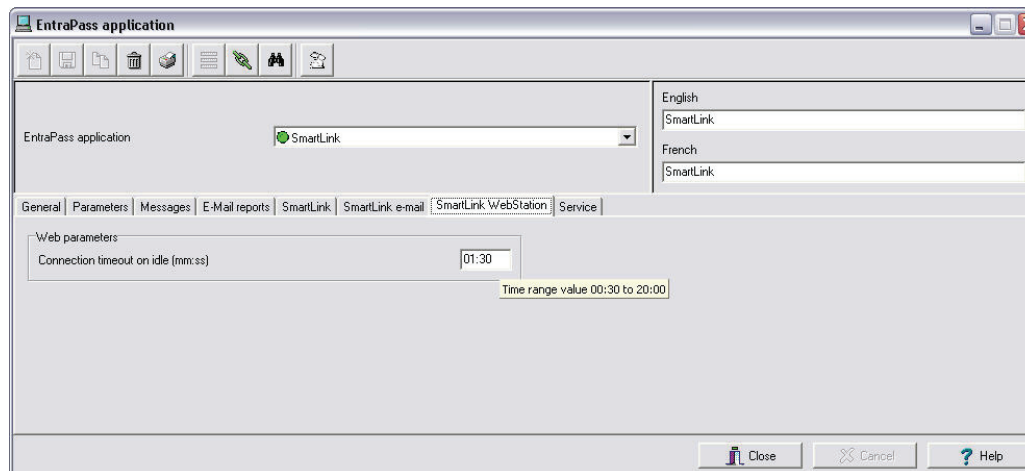 EntraPass application
English
SmartLink
EntraPass application
SmartLink
French
SmartLink
General Parameters Messages E-Mail reports SmartLink SmartLink e-mail SmartLink WebStation Service
Web parameters
Connection timeout on idle (mm:ss)
01:30
Time range value 00:30 to 20:00
Close Cancel ? Help